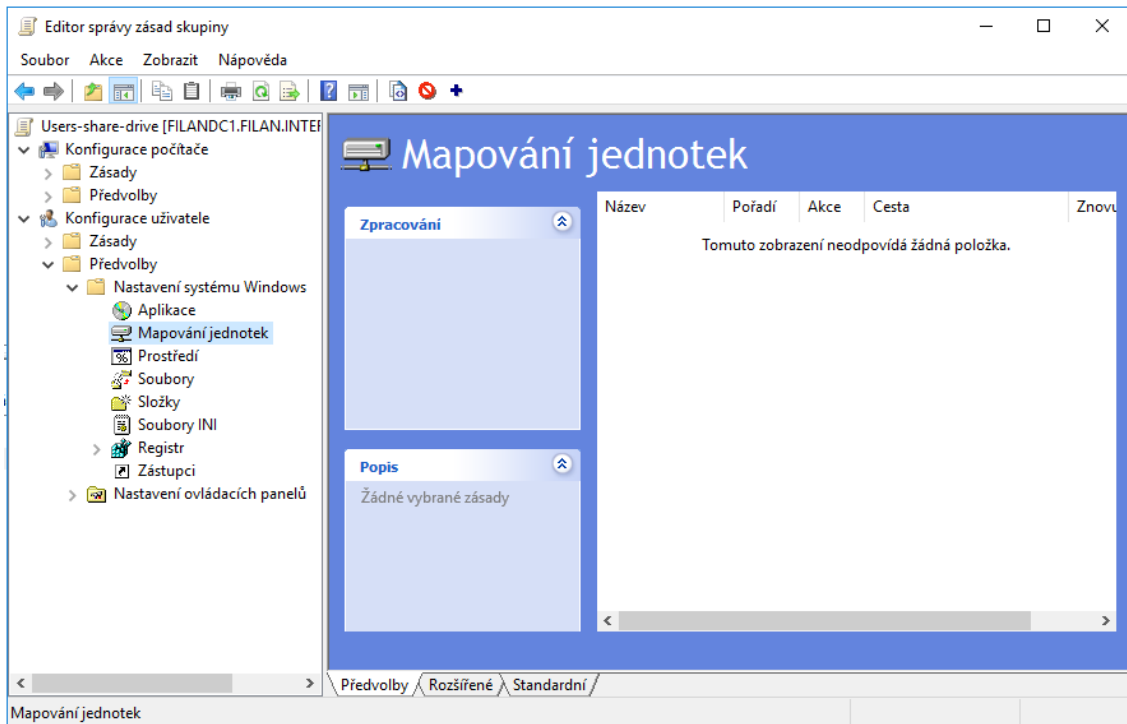 Editor správy zásad skupiny
Soubor Akce Zobrazit Nápověda
Users-share-drive [FILANDC1.FILAN.INTER
Konfigurace počítače
Zásady
Předvolby
Konfigurace uživatele
Zásady
Předvolby
Nastavení systému Windows
Aplikace
Mapování jednotek
Prostředí
Soubory
Složky
Soubory INI
Registr
Zástupci
Nastavení ovládacích panelů
Mapování jednotek
Zpracování
Popis
Žádné vybrané zásady
Název Pořadí Akce Cesta Znovu
Tomuto zobrazení neodpovídá žádná položka.
Předvolby Rozšířené Standardní
Mapování jednotek